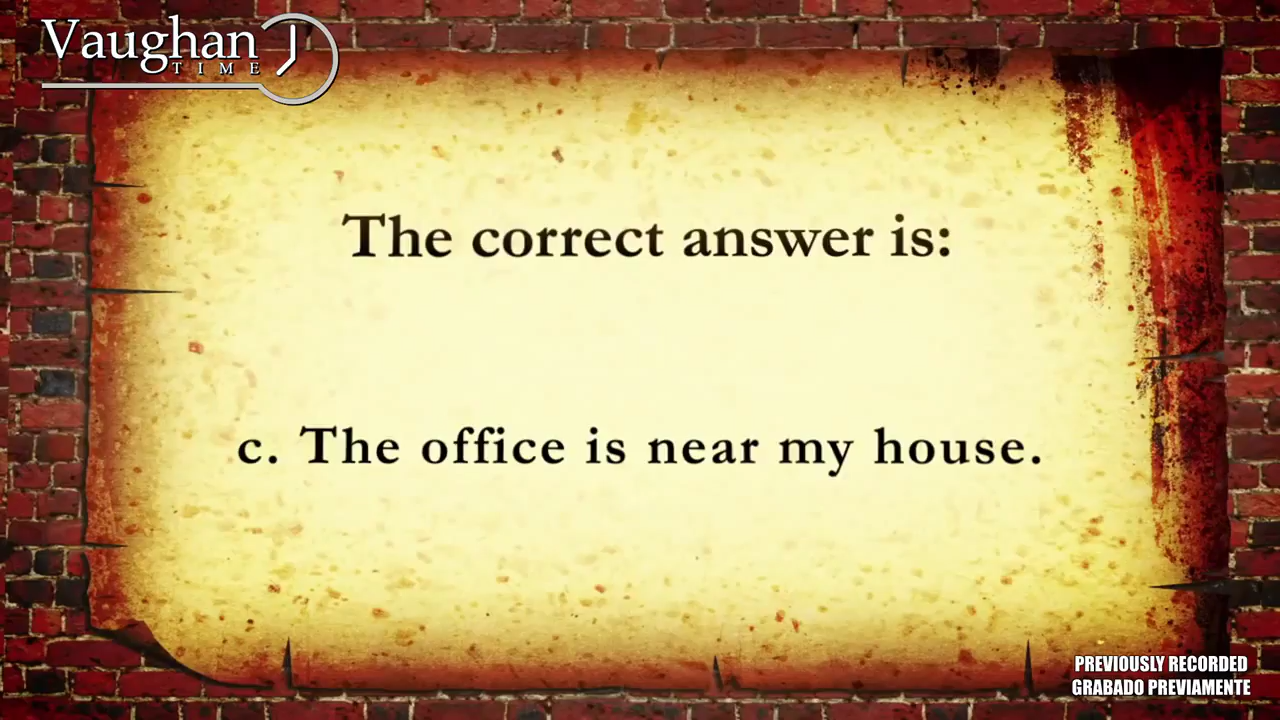 Vaughan
TIME
The correct answer is:
c. The office is near my house.
PREVIOUSLY RECORDED
GRABADO PREVIAMENTE